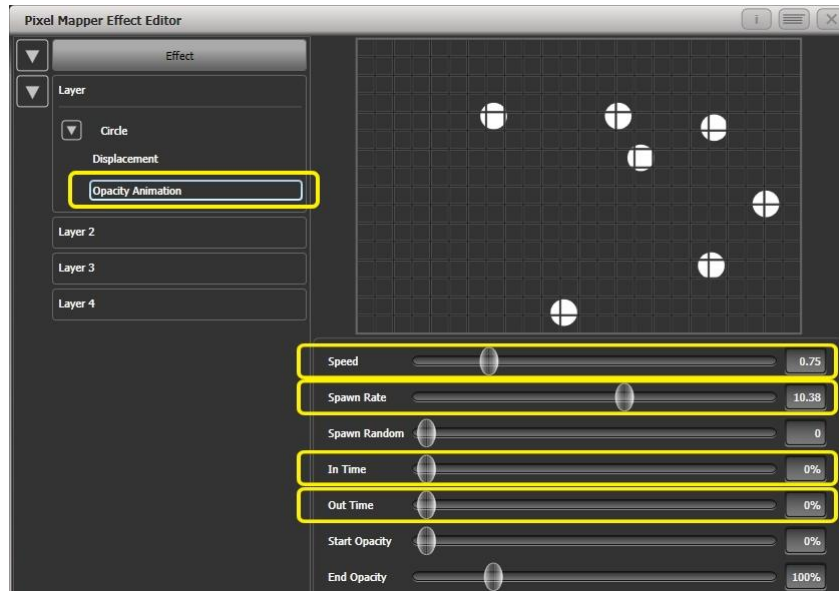 Pixel Mapper Effect Editor
i
Effect
Layer
Circle
Displacement
Opacity Animation
Layer 2
Layer 3
Layer 4
Speed 0.75
Spawn Rate 10.38
Spawn Random 0
In Time 0%
Out Time 0%
Start Opacity 0%
End Opacity 100%